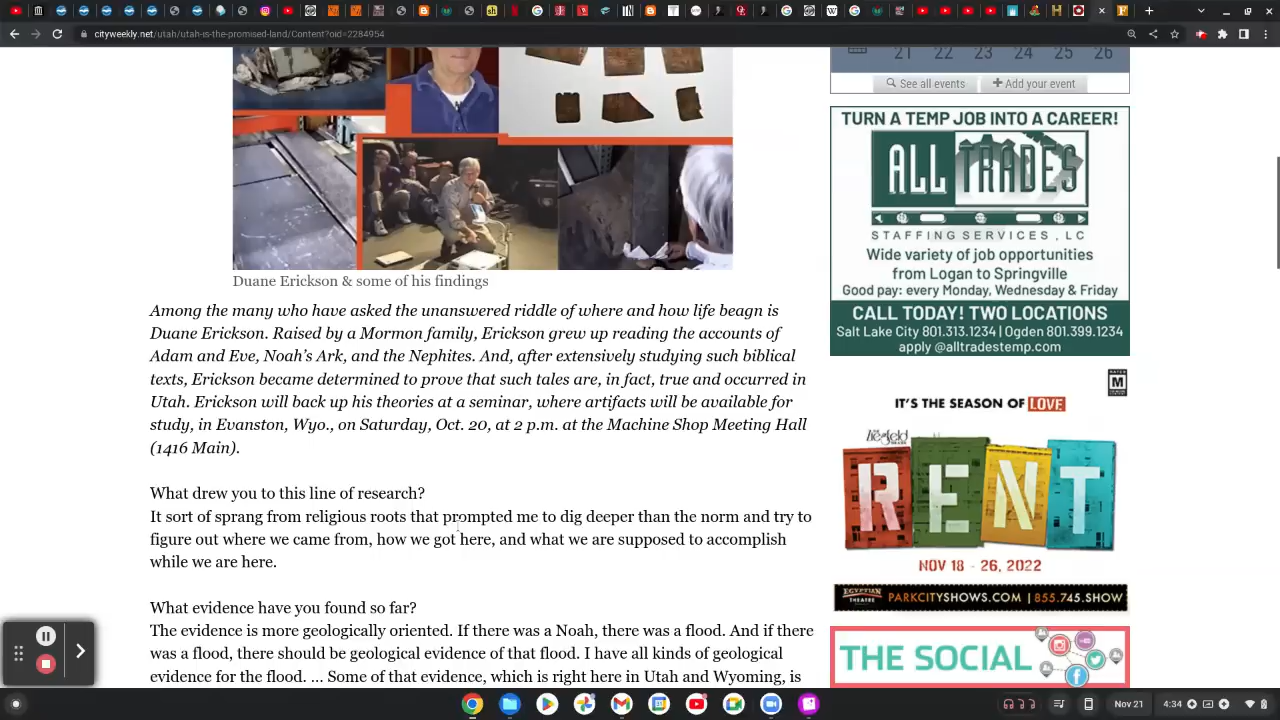 cityweekly.net/utah/utah-is-the-promised-land/Content?oid=2284954
21 22 23 24 25 26
See all events
Add your event
TURN A TEMP JOB INTO A CAREER!
ALL TRADES
STAFFING SERVICES, LC
Wide variety of job opportunities
from Logan to Springville
Good pay: every Monday, Wednesday & Friday
CALL TODAY! TWO LOCATIONS
Salt Lake City 801.313.1234 | Ogden 801.399.1234
apply @alltradestemp.com
Duane Erickson & some of his findings
Among the many who have asked the unanswered riddle of where and how life beagn is
Duane Erickson. Raised by a Mormon family, Erickson grew up reading the accounts of
Adam and Eve, Noah's Ark, and the Nephites. And, after extensively studying such biblical
texts, Erickson became determined to prove that such tales are, in fact, true and occurred in
Utah. Erickson will back up his theories at a seminar, where artifacts will be available for
study, in Evanston, Wyo., on Saturday, Oct. 20, at 2 p.m. at the Machine Shop Meeting Hall
(1416 Main).
What drew you to this line of research?
It sort of sprang from religious roots that prompted me to dig deeper than the norm and try to
figure out where we came from, how we got here, and what we are supposed to accomplish
while we are here.
What evidence have you found so far?
The evidence is more geologically oriented. If there was a Noah, there was a flood. And if there
was a flood, there should be geological evidence of that flood. I have all kinds of geological
evidence for the flood. ... Some of that evidence, which is right here in Utah and Wyoming, is
RATED
M
IT'S THE SEASON OF LOVE
RENT
NOV 18 - 26, 2022
EGYPTIAN
THEATRE
PARKCITYSHOWS.COM | 855.745.SHOW
THE SOCIAL
Nov 21
4:34